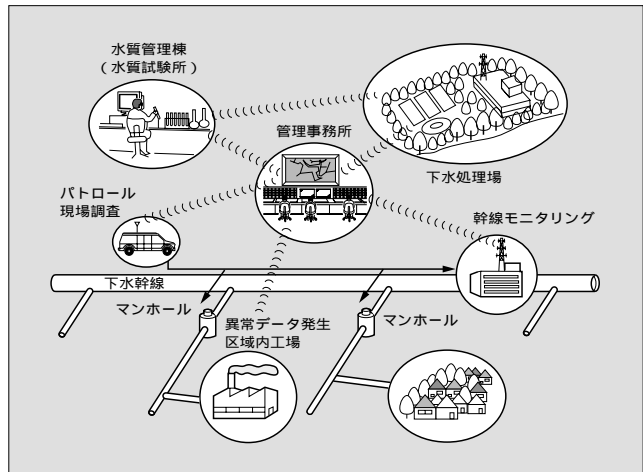 水質管理棟
（水質試験所）
管理事務所
下水処理場
パトロール
現場調査
幹線モニタリング
下水幹線
マンホール
異常データ発生
区域内工場
マンホール